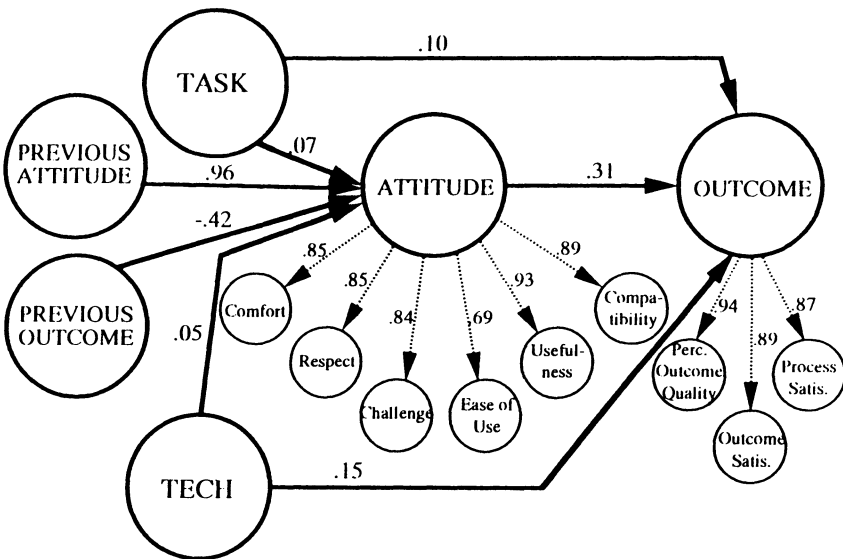 .10
TASK
.07
PREVIOUS
ATTITUDE
.96
ATTITUDE
.31
OUTCOME
-.42
PREVIOUS
OUTCOME
.05
.85
.85
.84
.69
.93
.89
.94
.89
.87
Comfort
Respect
Challenge
Ease of
Use
Useful-
ness
Compa-
tibility
Perc.
Outcome
Quality
Outcome
Satis.
Process
Satis.
TECH
.15